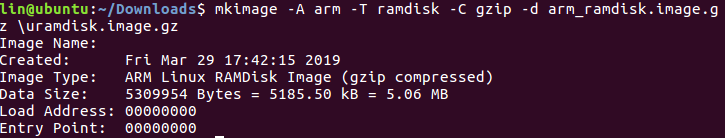 lin@ubuntu:~/Downloads$ mkimage -A arm -T ramdisk -C gzip -d arm_ramdisk.image.g
z \uramdisk.image.gz
Image Name:
Created:      Fri Mar 29 17:42:15 2019
Image Type:   ARM Linux RAMDisk Image (gzip compressed)
Data Size:    5309954 Bytes = 5185.50 kB = 5.06 MB
Load Address: 00000000
Entry Point:  00000000